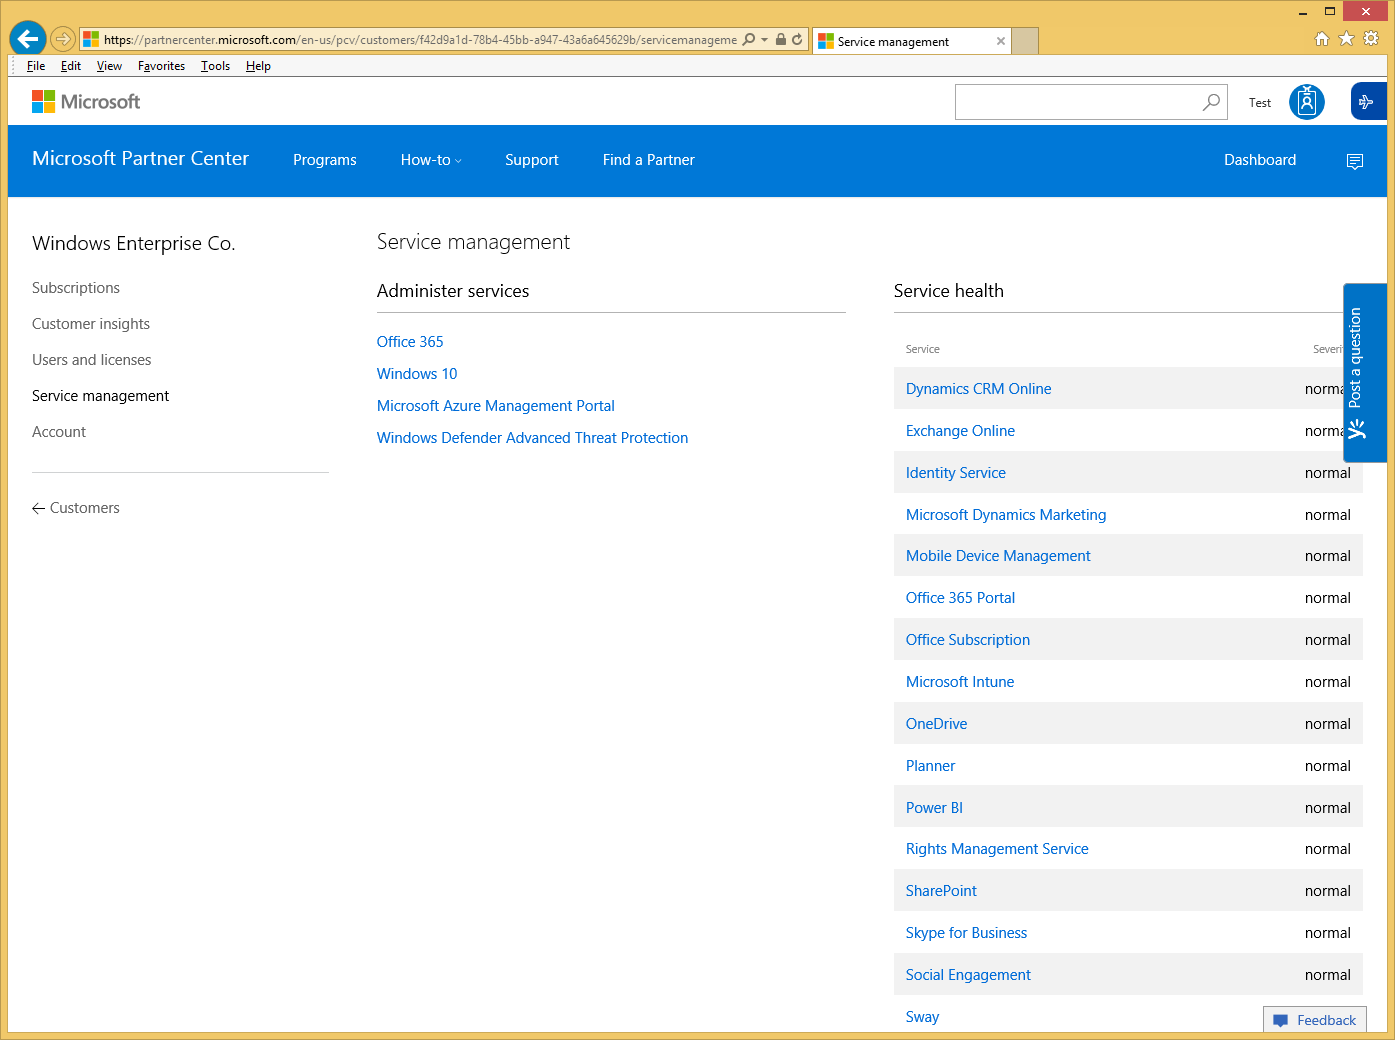 https://partnercenter.microsoft.com/en-us/pcv/customers/f42d9a1d-78b4-45bb-a947-43a6a645629b/servicemanageme
Service management
File Edit View Favorites Tools Help
Microsoft
Test
Microsoft Partner Center
Programs
How-to
Support
Find a Partner
Dashboard
Windows Enterprise Co.
Subscriptions
Customer insights
Users and licenses
Service management
Account
Customers
Service management
Administer services
Office 365
Windows 10
Microsoft Azure Management Portal
Windows Defender Advanced Threat Protection
Service health
Service Severi
Dynamics CRM Online norma
Exchange Online norma
Identity Service normal
Microsoft Dynamics Marketing normal
Mobile Device Management normal
Office 365 Portal normal
Office Subscription normal
Microsoft Intune normal
OneDrive normal
Planner normal
Power BI normal
Rights Management Service normal
SharePoint normal
Skype for Business normal
Social Engagement normal
Sway
Post a question
Feedback